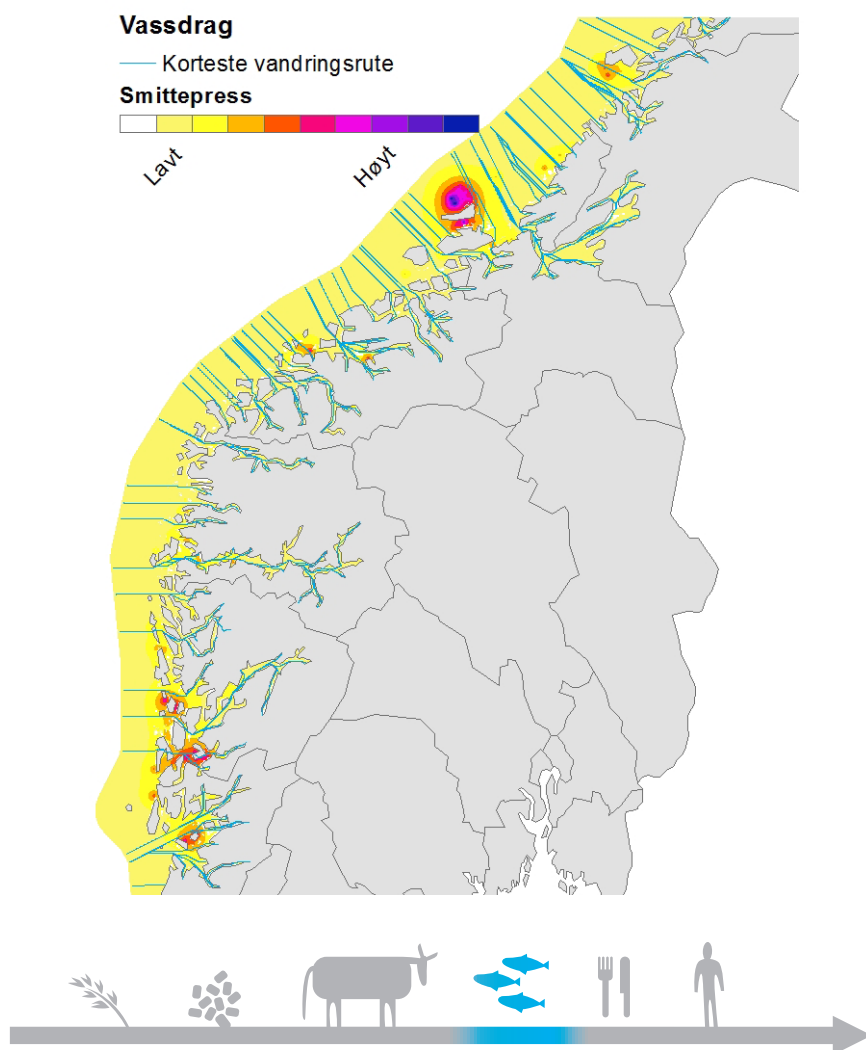 Vassdrag
Korteste vandringsrute
Smittepress
Lavt
Høyt